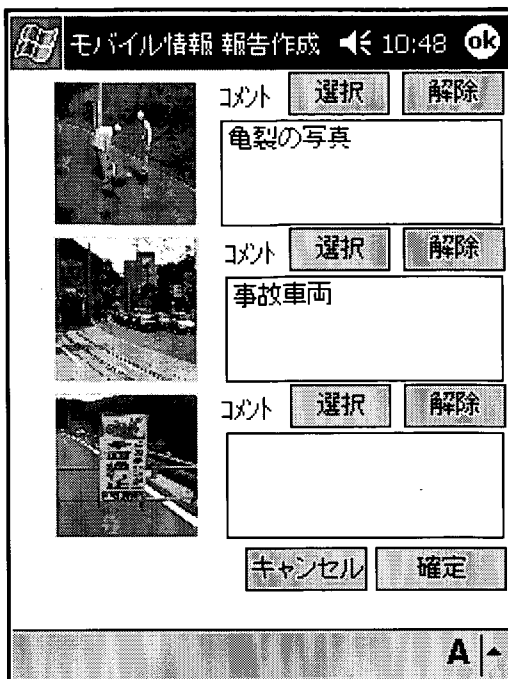 モバイル情報 報告作成 10:48 ok
コメント 選択 解除
亀裂の写真
コメント 選択 解除
事故車両
コメント 選択 解除
キャンセル 確定
A